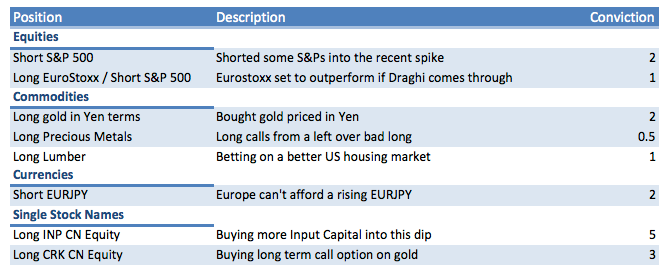 Position Description Conviction
Equities
Short S&P 500 Shorted some S&Ps into the recent spike 2
Long EuroStoxx / Short S&P 500 Eurostoxx set to outperform if Draghi comes through 1
Commodities
Long gold in Yen terms Bought gold priced in Yen 2
Long Precious Metals Long calls from a left over bad long 0.5
Long Lumber Betting on a better US housing market 1
Currencies
Short EURJPY Europe can't afford a rising EURJPY 2
Single Stock Names
Long INP CN Equity Buying more Input Capital into this dip 5
Long CRK CN Equity Buying long term call option on gold 3